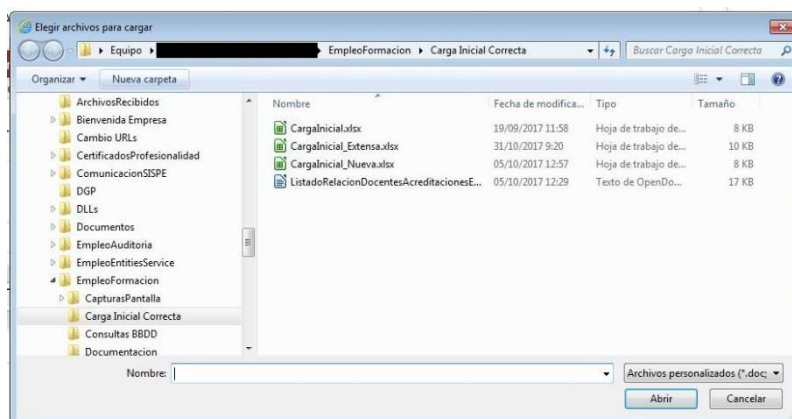 Elegir archivos para cargar
Equipo EmpleoFormacion Carga Inicial Correcta Buscar Carga Inicial Correcta
Organizar Nueva carpeta
ArchivosRecibidos
Bienvenida Empresa
Cambio URLs
CertificadosProfesionalidad
ComunicacionSISPE
DGP
DLLs
Documentos
EmpleoAuditoria
EmpleoEntitiesService
EmpleoFormacion
CapturasPantalla
Carga Inicial Correcta
Consultas BBDD
Documentacion
Nombre Fecha de modifica... Tipo Tamaño
CargaInicial.xlsx 19/09/2017 11:58 Hoja de trabajo de... 8 KB
CargaInicial_Extensa.xlsx 31/10/2017 9:20 Hoja de trabajo de... 10 KB
CargaInicial_Nueva.xlsx 05/10/2017 12:57 Hoja de trabajo de... 8 KB
ListadoRelacionDocentesAcreditacionesE... 05/10/2017 12:29 Texto de OpenDo... 17 KB
Nombre: Archivos personalizados (*.doc;
Abrir Cancelar